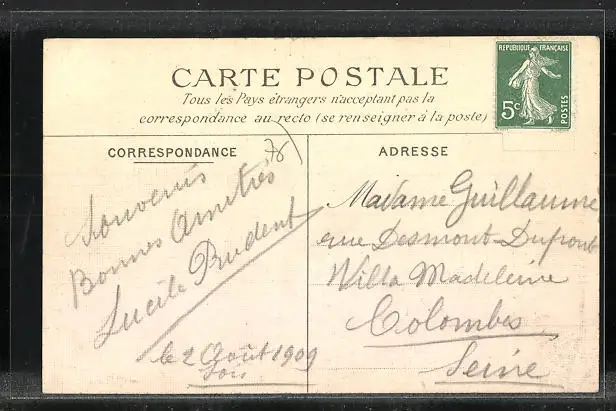 CARTE POSTALE
Tous les Pays étrangers n'acceptent pas la
correspondance au recto (se renseigner à la poste)
REPUBLIQUE FRANÇAISE
5c
POSTES
CORRESPONDANCE
78
Souvenirs
Bonnes Amitiés
Lucile Prudent
le 2 Août 1909
ADRESSE
Madame Guillaume
rue Desmont-Dupont
Villa Madeleine
Colombes
Seine